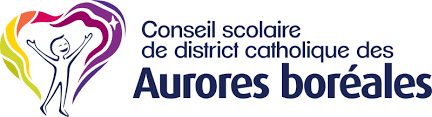 Conseil scolaire
de district catholique des
Aurores boréales